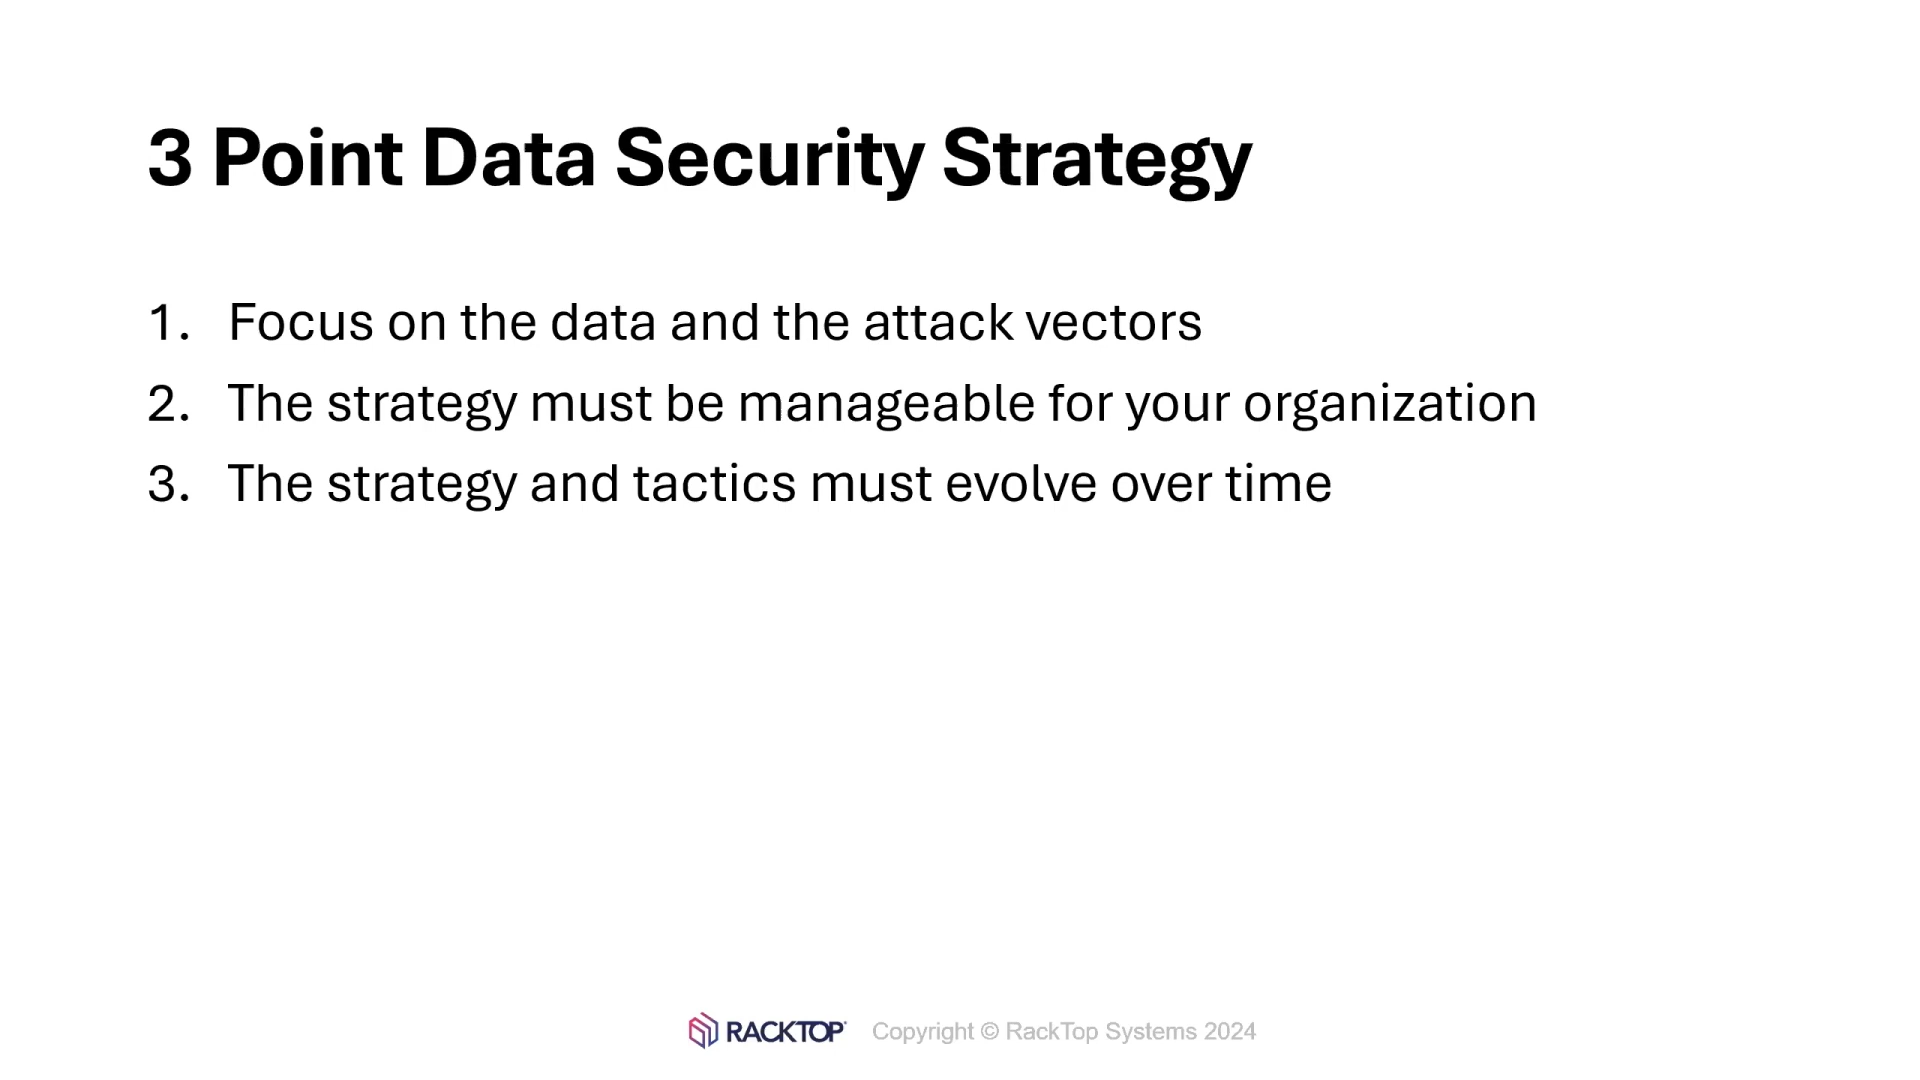 3 Point Data Security Strategy
1. Focus on the data and the attack vectors
2. The strategy must be manageable for your organization
3. The strategy and tactics must evolve over time
RACKTOP Copyright © RackTop Systems 2024